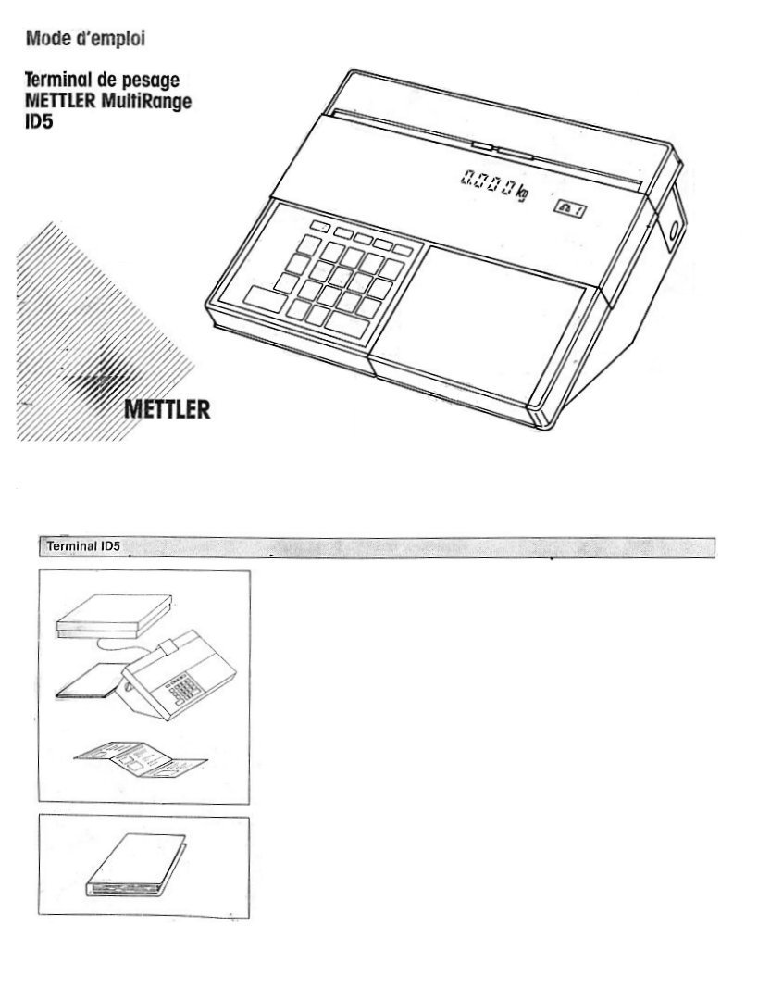 Mode d'emploi
Terminal de pesage
METTLER MultiRange
ID5
0.000 kg
METTLER
Terminal ID5